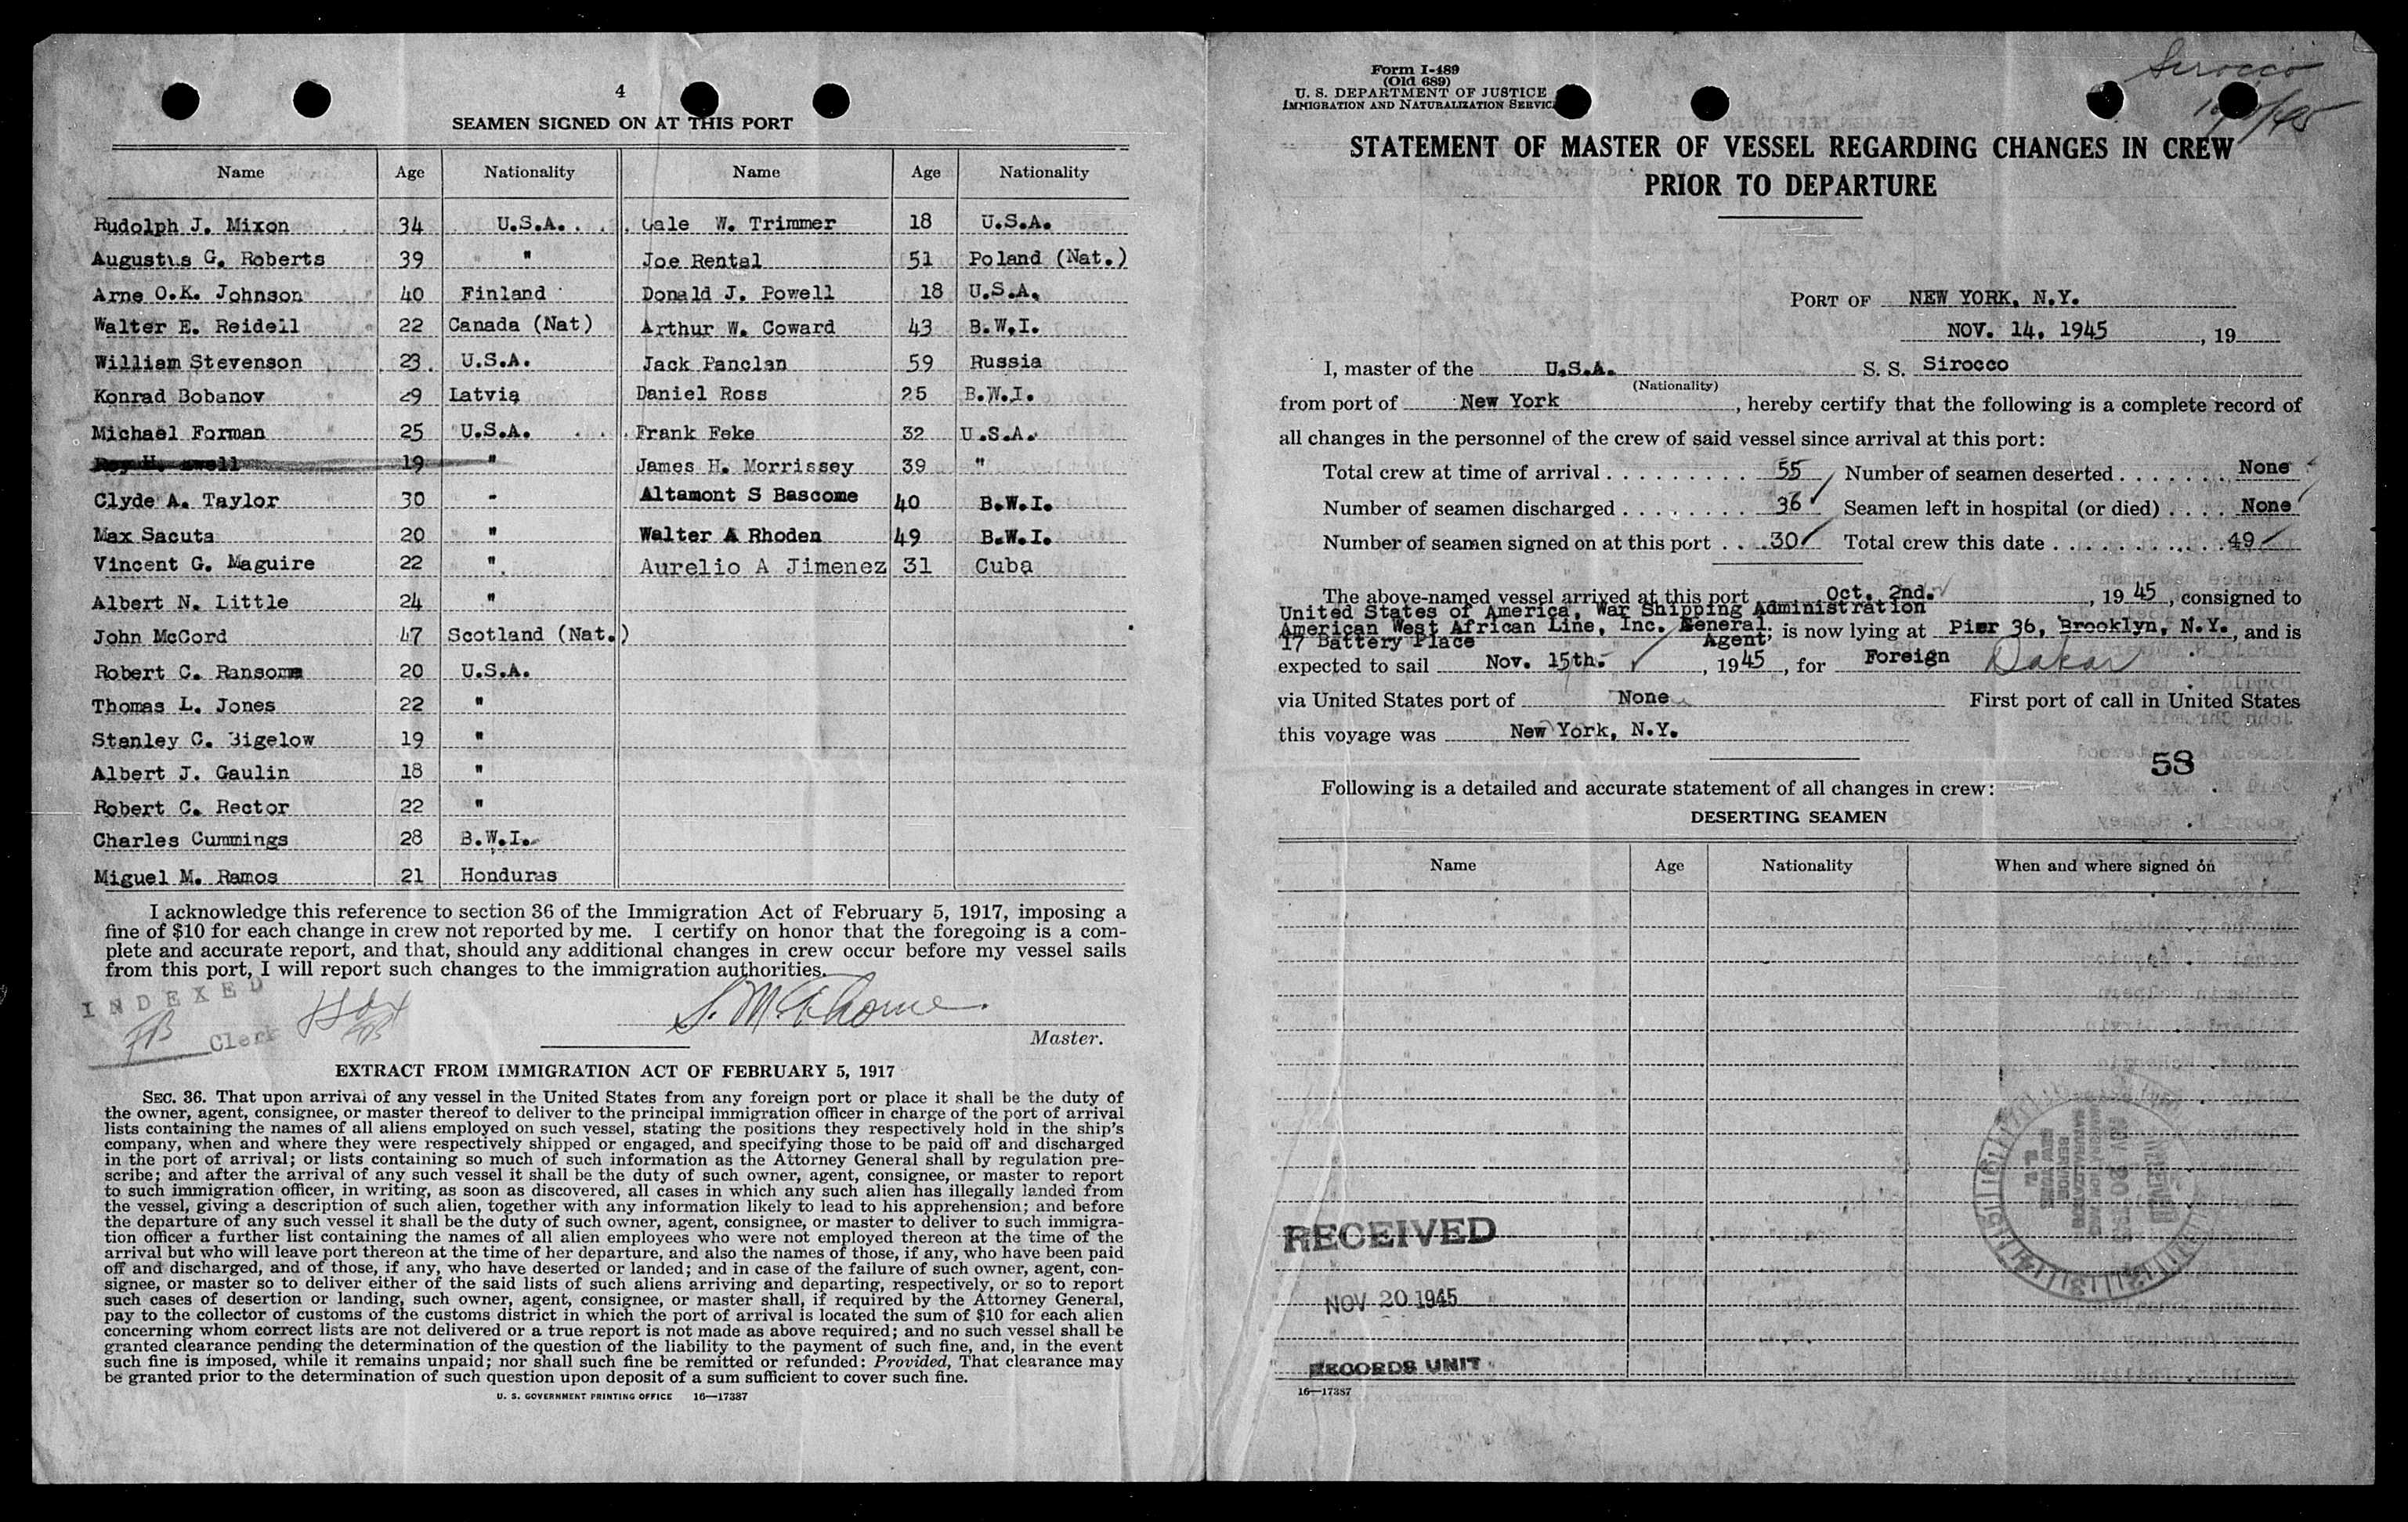 4
SEAMEN SIGNED ON AT THIS PORT
Name Age Nationality Name Age Nationality
Rudolph J. Mixon 34 U.S.A. Gale W. Trimmer 18 U.S.A.
Augustus G. Roberts 39 " Joe Rental 51 Poland (Nat.)
Arne O.K. Johnson 40 Finland Donald J. Powell 18 U.S.A.
Walter E. Reidell 22 Canada (Nat) Arthur W. Coward 43 B.W.I.
William Stevenson 23 U.S.A. Jack Panclan 59 Russia
Konrad Bobanov 29 Latvia Daniel Ross 25 B.W.I.
Michael Forman 25 U.S.A. Frank Feke 32 U.S.A.
Roy H. 19 " James H. Morrissey 39 "
Clyde A. Taylor 30 " Altamont S Bascome 40 B.W.I.
Max Sacuta 20 " Walter A Rhoden 49 B.W.I.
Vincent G. Maguire 22 " Aurelio A Jimenez 31 Cuba
Albert N. Little 24 "
John McCord 47 Scotland (Nat.)
Robert C. Ransome 20 U.S.A.
Thomas L. Jones 22 "
Stanley C. Bigelow 19 "
Albert J. Gaulin 18 "
Robert C. Rector 22 "
Charles Cummings 28 B.W.I.
Miguel M. Ramos 21 Honduras
I acknowledge this reference to section 36 of the Immigration Act of February 5, 1917, imposing a
fine of $10 for each change in crew not reported by me. I certify on honor that the foregoing is a com-
plete and accurate report, and that, should any additional changes in crew occur before my vessel sails
from this port, I will report such changes to the immigration authorities.
INDEXED
FB Clerk
Master.
EXTRACT FROM IMMIGRATION ACT OF FEBRUARY 5, 1917
SEC. 36. That upon arrival of any vessel in the United States from any foreign port or place it shall be the duty of
the owner, agent, consignee, or master thereof to deliver to the principal immigration officer in charge of the port of arrival
lists containing the names of all aliens employed on such vessel, stating the positions they respectively hold in the ship's
company, when and where they were respectively shipped or engaged, and specifying those to be paid off and discharged
in the port of arrival; or lists containing so much of such information as the Attorney General shall by regulation pre-
scribe; and after the arrival of any such vessel it shall be the duty of such owner, agent, consignee, or master to report
to such immigration officer, in writing, as soon as discovered, all cases in which any such alien has illegally landed from
the vessel, giving a description of such alien, together with any information likely to lead to his apprehension; and before
the departure of any such vessel it shall be the duty of such owner, agent, consignee, or master to deliver to such immigra-
tion officer a further list containing the names of all alien employees who were not employed thereon at the time of the
arrival but who will leave port thereon at the time of her departure, and also the names of those, if any, who have been paid
off and discharged, and of those, if any, who have deserted or landed; and in case of the failure of such owner, agent, con-
signee, or master so to deliver either of the said lists of such aliens arriving and departing, respectively, or so to report
such cases of desertion or landing, such owner, agent, consignee, or master shall, if required by the Attorney General,
pay to the collector of customs of the customs district in which the port of arrival is located the sum of $10 for each alien
concerning whom correct lists are not delivered or a true report is not made as above required; and no such vessel shall be
granted clearance pending the determination of the question of the liability to the payment of such fine, and, in the event
such fine is imposed, while it remains unpaid; nor shall such fine be remitted or refunded: Provided, That clearance may
be granted prior to the determination of such question upon deposit of a sum sufficient to cover such fine.
U. S. GOVERNMENT PRINTING OFFICE 16—17387
Form I-489
(Old 689)
U. S. DEPARTMENT OF JUSTICE
IMMIGRATION AND NATURALIZATION SERVICE
Sirocco
STATEMENT OF MASTER OF VESSEL REGARDING CHANGES IN CREW
PRIOR TO DEPARTURE
PORT OF NEW YORK, N.Y.
NOV. 14, 1945, 19
I, master of the U.S.A. S. S. Sirocco
(Nationality)
from port of New York, hereby certify that the following is a complete record of
all changes in the personnel of the crew of said vessel since arrival at this port:
Total crew at time of arrival 55 Number of seamen deserted None
Number of seamen discharged 36 Seamen left in hospital (or died) None
Number of seamen signed on at this port 30 Total crew this date 49
The above-named vessel arrived at this port Oct. 2nd., 1945, consigned to
United States of America, War Shipping Administration
American West African Line, Inc. General Agent; is now lying at Pier 36, Brooklyn, N.Y., and is
17 Battery Place
expected to sail Nov. 15th., 1945, for Foreign Dakar
via United States port of None First port of call in United States
this voyage was New York, N.Y.
58
Following is a detailed and accurate statement of all changes in crew:
DESERTING SEAMEN
Name Age Nationality When and where signed on
RECEIVED
NOV 20 1945
RECORDS UNIT
16—17387